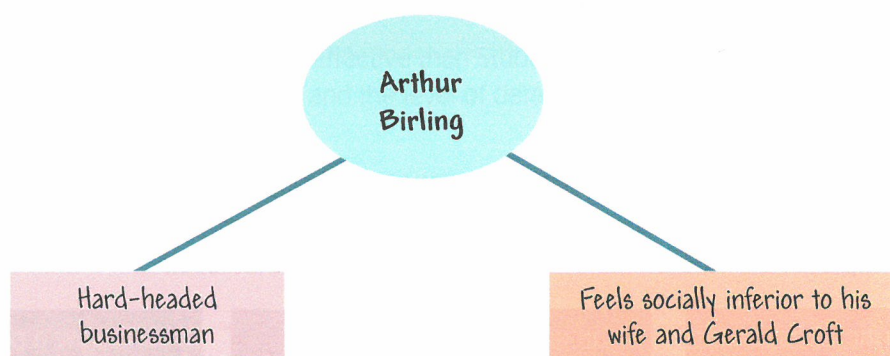 Arthur
Birling
Hard-headed
businessman
Feels socially inferior to his
wife and Gerald Croft